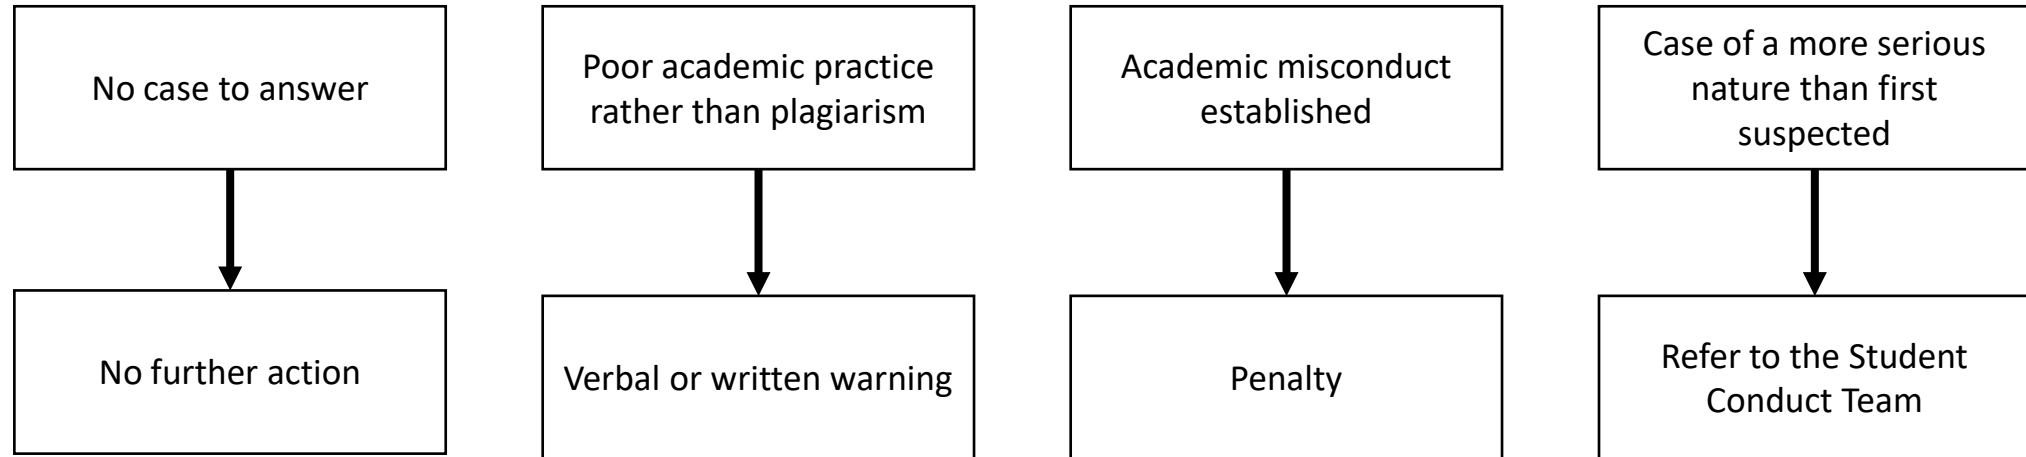 No case to answer
Poor academic practice
rather than plagiarism
Academic misconduct
established
Case of a more serious
nature than first
suspected
No further action
Verbal or written warning
Penalty
Refer to the Student
Conduct Team